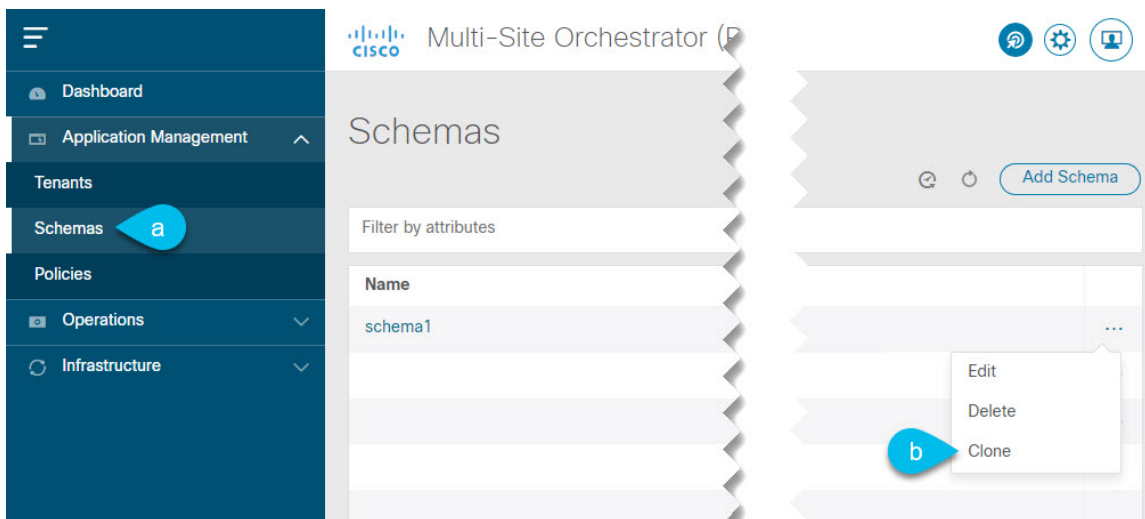 CISCO Multi-Site Orchestrator (
Dashboard
Application Management
Schemas
Tenants
Add Schema
Schemas a
Filter by attributes
Policies
Name
Operations
schema1 ...
Infrastructure
Edit
Delete
b Clone